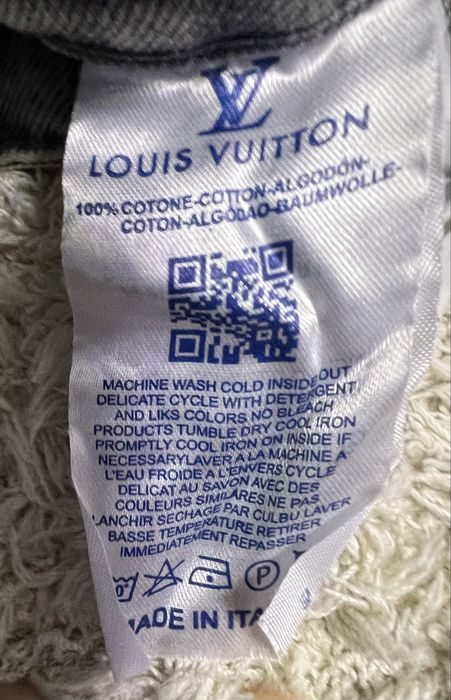 LV
LOUIS VUITTON
100% COTONE-COTTON-ALGODÓN-
COTON-ALGODAO-BAUMWOLLE-
MACHINE WASH COLD INSIDE OUT
DELICATE CYCLE WITH DETERGENT
AND LIKS COLORS NO BLEACH
PRODUCTS TUMBLE DRY COOL IRON
PROMPTLY COOL IRON ON INSIDE IF
NECESSARYLAVER A LA MACHINE A
L'EAU FROIDE A L'ENVERS CYCLE
DELICAT AU SAVON AVEC DES
COULEURS SIMILARES NE PAS
LANCHIR SECHAGE PAR CULBU LAVER
BASSE TEMPERATURE RETIRER
IMMEDIATEMENT REPASSER
P
MADE IN ITA